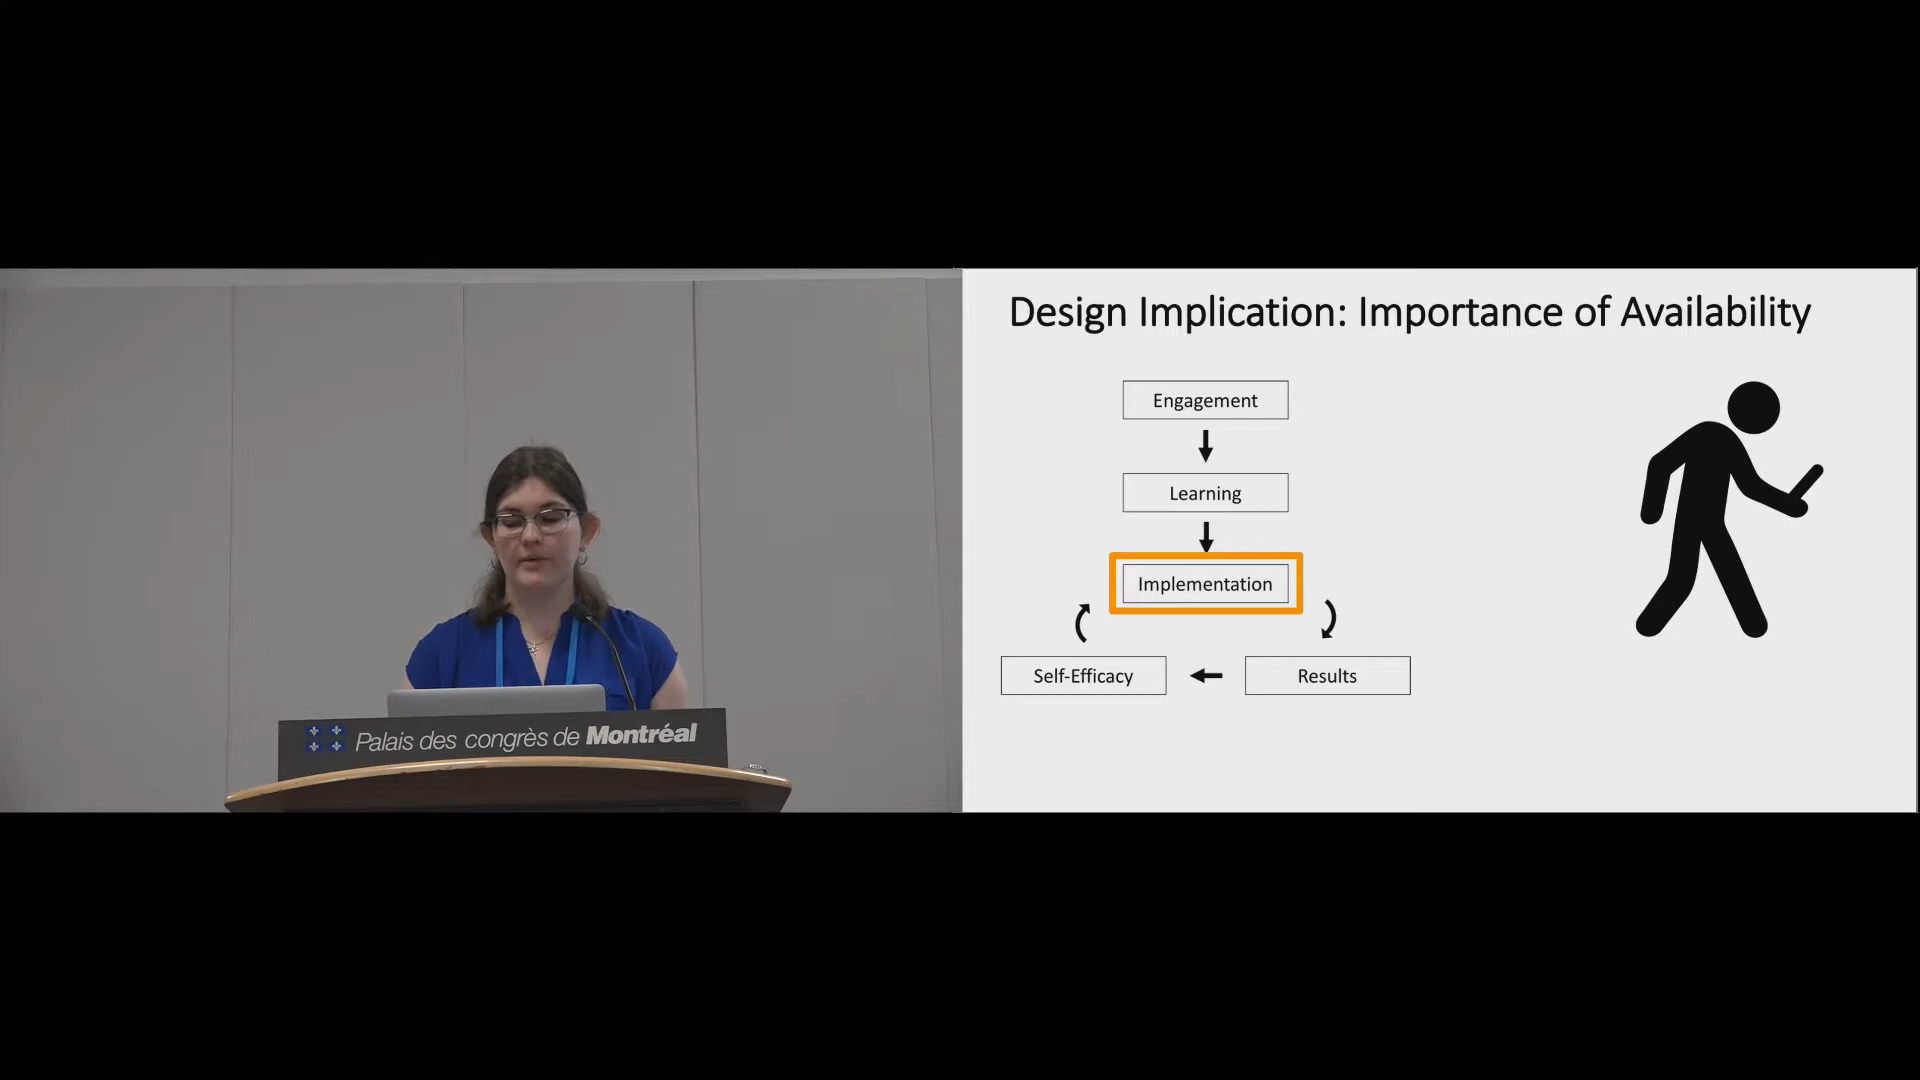 Design Implication: Importance of Availability
Engagement
Learning
Implementation
Self-Efficacy
Results
Palais des congrès de Montréal